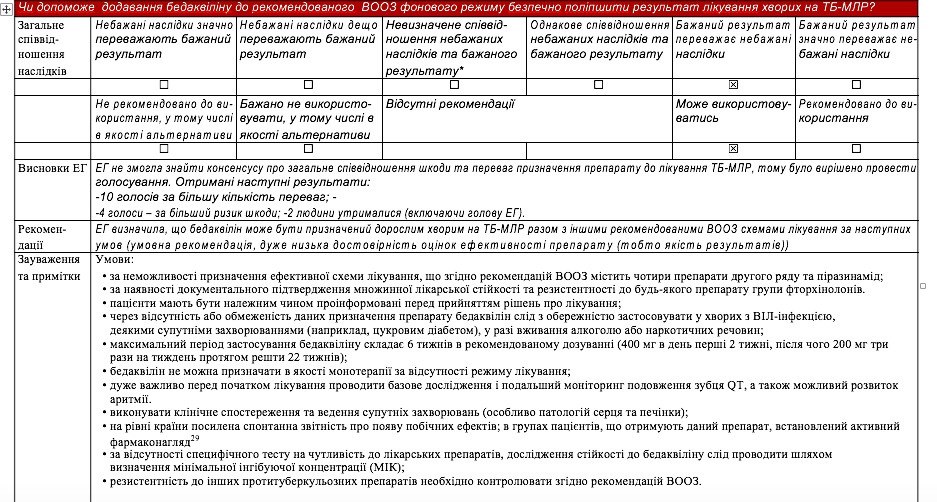 Чи допоможе додавання бедаквіліну до рекомендованого ВООЗ фонового режиму безпечно поліпшити результат лікування хворих на ТБ-МЛР?
Загальне співвід-ношення наслідків
Небажані наслідки значно переважають бажаний результат
Небажані наслідки дещо переважають бажаний результат
Невизначене співвід-ношення небажаних наслідків та бажаного результату*
Однакове співвідношення небажаних наслідків та бажаного результату
Бажаний результат переважає небажані наслідки
Бажаний результат значно переважає не-бажані наслідки
☐ ☐ ☐ ☐ ☒ ☐
Не рекомендовано до ви-користання, у тому числі в якості альтернативи
Бажано не використо-вувати, у тому числі в якості альтернативи
Відсутні рекомендації
Може використову-ватись
Рекомендовано до ви-користання
☐ ☐ ☒ ☐
Висновки ЕГ
ЕГ не змогла знайти консенсусу про загальне співвідношення шкоди та переваг призначення препарату до лікування ТБ-МЛР, тому було вирішено провести
голосування. Отримані наступні результати:
-10 голосів за більшу кількість переваг; -
-4 голоси – за більший ризик шкоди; -2 людини утрималися (включаючи голову ЕГ).
Рекомен-дації
ЕГ визначила, що бедаквілін може бути призначений дорослим хворим на ТБ-МЛР разом з іншими рекомендованими ВООЗ схемами лікування за наступних
умов (умовна рекомендація, дуже низька достовірність оцінок ефективності препарату (тобто якість результатів))
Зауваження та примітки
Умови:
• за неможливості призначення ефективної схеми лікування, що згідно рекомендацій ВООЗ містить чотири препарати другого ряду та піразинамід;
• за наявності документального підтвердження множинної лікарської стійкості та резистентності до будь-якого препарату групи фторхінолонів.
• пацієнти мають бути належним чином проінформовані перед прийняттям рішень про лікування;
• через відсутність або обмеженість даних призначення препарату бедаквілін слід з обережністю застосовувати у хворих з ВІЛ-інфекцією,
деякими супутніми захворюваннями (наприклад, цукровим діабетом), у разі вживання алкоголю або наркотичних речовин;
• максимальний період застосування бедаквіліну складає 6 тижнів в рекомендованому дозуванні (400 мг в день перші 2 тижні, після чого 200 мг три
рази на тиждень протягом решти 22 тижнів);
• бедаквілін не можна призначати в якості монотерапії за відсутності режиму лікування;
• дуже важливо перед початком лікування проводити базове дослідження і подальший моніторинг подовження зубця QT, а також можливий розвиток
аритмії.
• виконувати клінічне спостереження та ведення супутніх захворювань (особливо патологій серця та печінки);
• на рівні країни посилена спонтанна звітність про появу побічних ефектів; в групах пацієнтів, що отримують даний препарат, встановлений активний
фармаконагляд29
• за відсутності специфічного тесту на чутливість до лікарських препаратів, дослідження стійкості до бедаквіліну слід проводити шляхом
визначення мінімальної інгібуючої концентрації (МІК);
• резистентність до інших протитуберкульозних препаратів необхідно контролювати згідно рекомендацій ВООЗ.